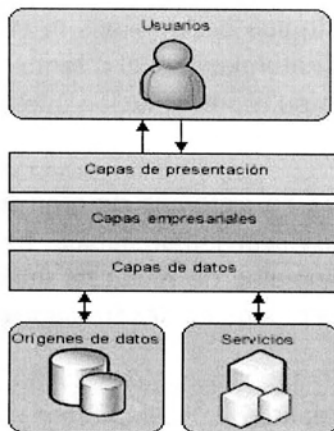 Usuarios
Capas de presentación
Capas empresariales
Capas de datos
Orígenes de datos
Servicios